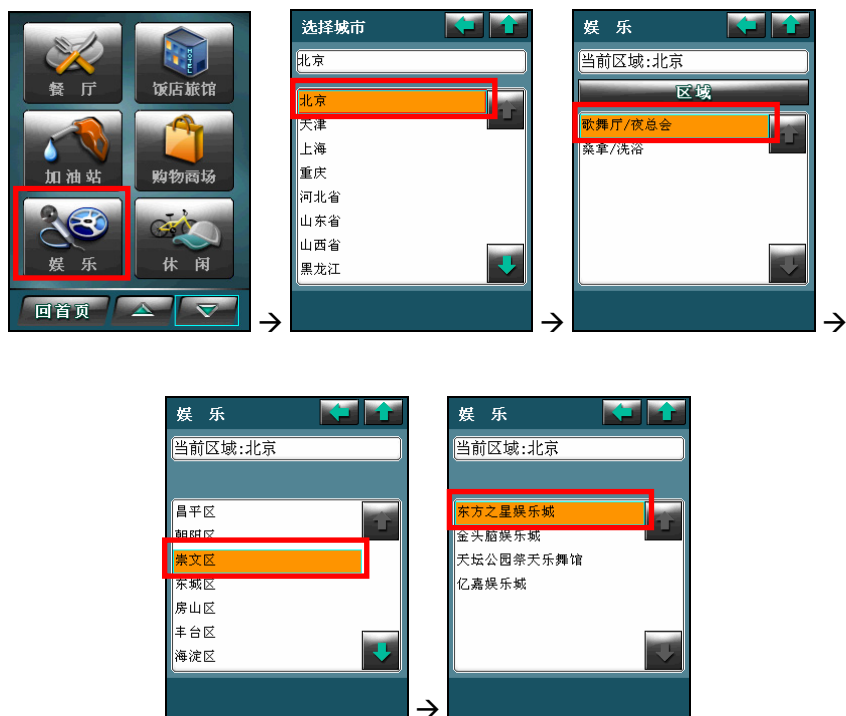 餐 厅
饭店旅馆
HOTEL
加油站
购物商场
娱 乐
休 闲
回首页
→
选择城市
北京
北京
天津
上海
重庆
河北省
山东省
山西省
黑龙江
→
娱 乐
当前区域:北京
区域
歌舞厅/夜总会
桑拿/洗浴
→
娱 乐
当前区域:北京
昌平区
朝阳区
崇文区
东城区
房山区
丰台区
海淀区
→
娱 乐
当前区域:北京
东方之星娱乐城
金头脑娱乐城
天坛公园祭天乐舞馆
亿嘉娱乐城